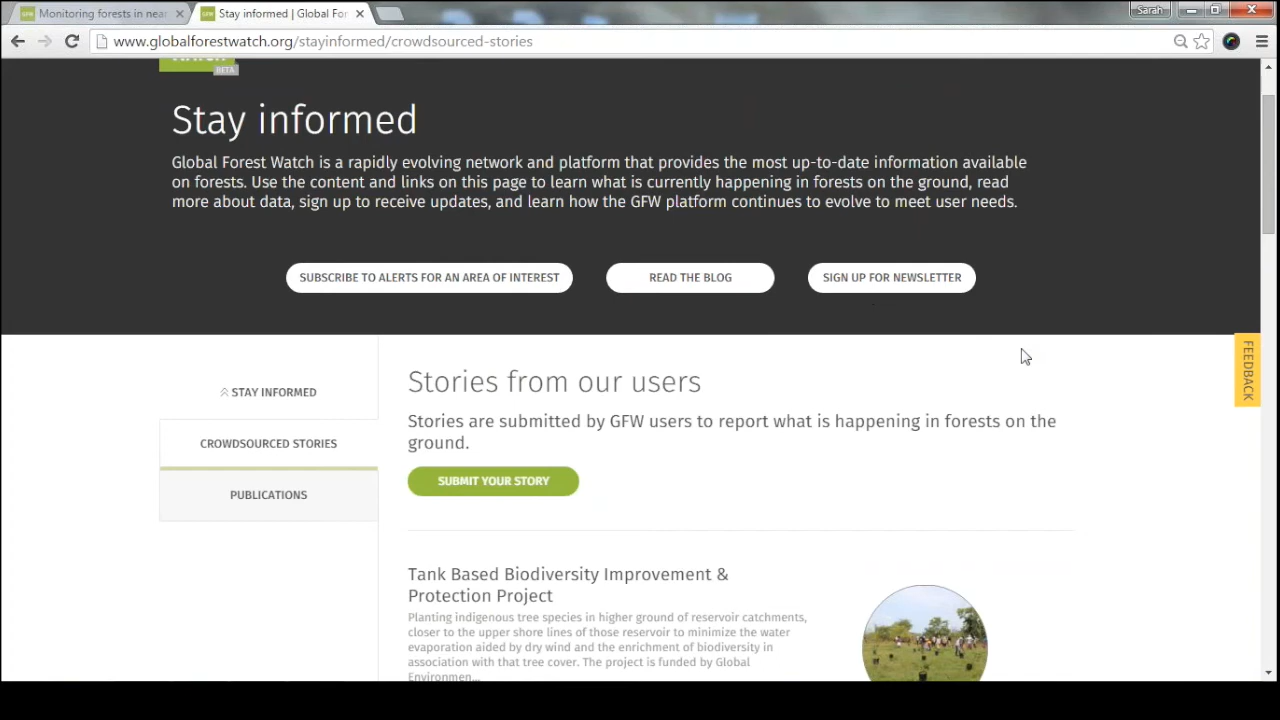 Monitoring forests in near
Stay informed | Global For
Sarah
www.globalforestwatch.org/stayinformed/crowdsourced-stories
BETA
Stay informed
Global Forest Watch is a rapidly evolving network and platform that provides the most up-to-date information available
on forests. Use the content and links on this page to learn what is currently happening in forests on the ground, read
more about data, sign up to receive updates, and learn how the GFW platform continues to evolve to meet user needs.
SUBSCRIBE TO ALERTS FOR AN AREA OF INTEREST
READ THE BLOG
SIGN UP FOR NEWSLETTER
FEEDBACK
STAY INFORMED
CROWDSOURCED STORIES
PUBLICATIONS
Stories from our users
Stories are submitted by GFW users to report what is happening in forests on the
ground.
SUBMIT YOUR STORY
Tank Based Biodiversity Improvement &
Protection Project
Planting indigenous tree species in higher ground of reservoir catchments,
closer to the upper shore lines of those reservoir to minimize the water
evaporation aided by dry wind and the enrichment of biodiversity in
association with that tree cover. The project is funded by Global
Environmen...